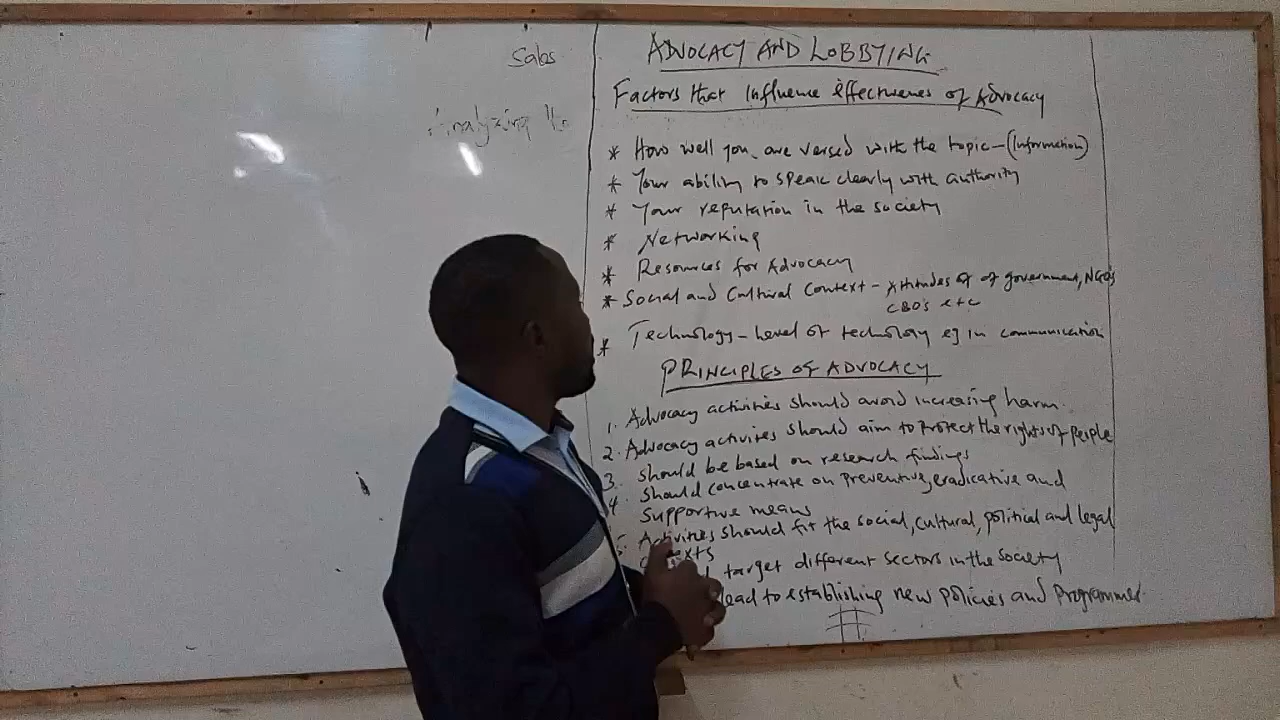 Sabs
Analyzing the
ADVOCACY AND LOBBYING
Factors that Influence Effectiveness of Advocacy
* How well you are versed with the topic - (Information)
* Your ability to speak clearly with authority
* Your reputation in the society
* Networking
* Resources for Advocacy
* Social and Cultural Context - Attitudes of of government, NGO's
CBO's etc
* Technology - Level of technology eg in communication
PRINCIPLES OF ADVOCACY
1. Advocacy activities should avoid increasing harm.
2. Advocacy activites should aim to protect the rights of people
3. Should be based on research findings
4. Should concentrate on preventive, eradicative and
supportive means
5. Activities should fit the social, cultural, political and legal
target different sectors in the society
lead to establishing new policies and programmes